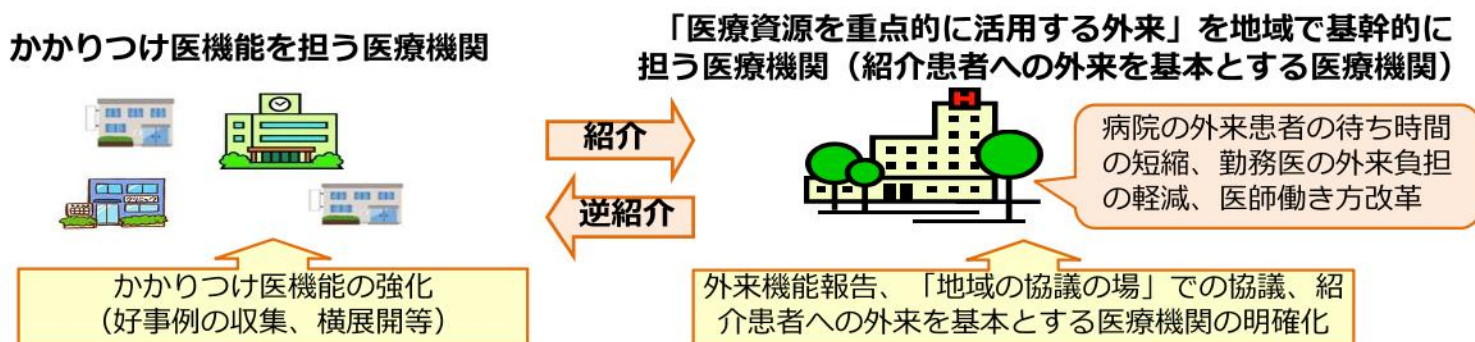 かかりつけ医機能を担う医療機関
「医療資源を重点的に活用する外来」を地域で基幹的に
担う医療機関（紹介患者への外来を基本とする医療機関）
紹介
逆紹介
H
病院の外来患者の待ち時間
の短縮、勤務医の外来負担
の軽減、医師働き方改革
かかりつけ医機能の強化
（好事例の収集、横展開等）
外来機能報告、「地域の協議の場」での協議、紹
介患者への外来を基本とする医療機関の明確化